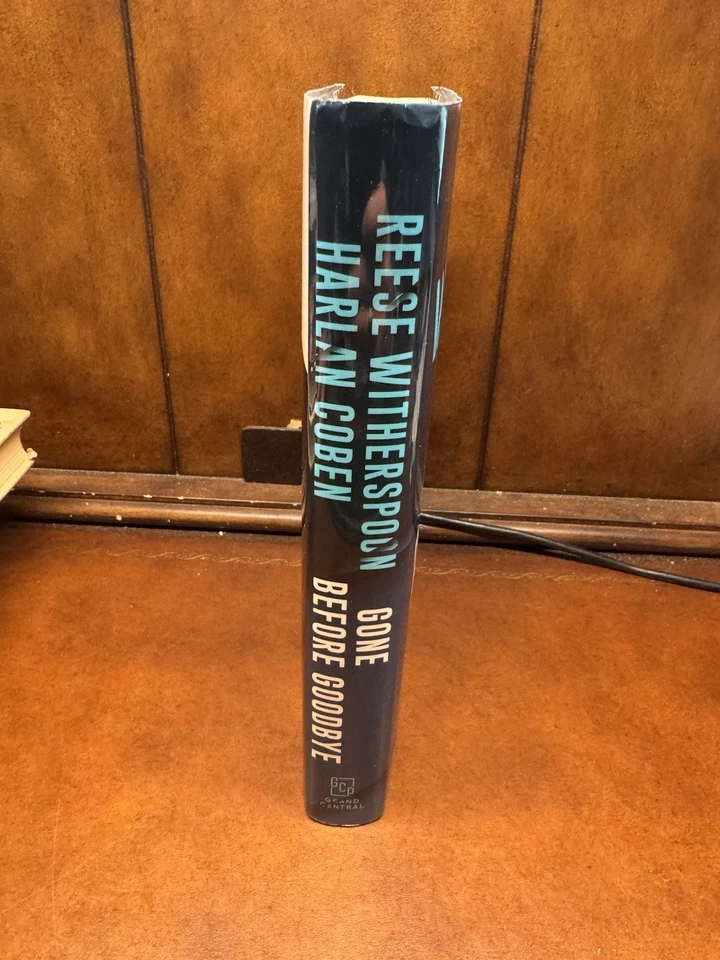 REESE WITHERSPOON
HARLAN COBEN
GONE
BEFORE GOODBYE
GCP
GRAND
CENTRAL